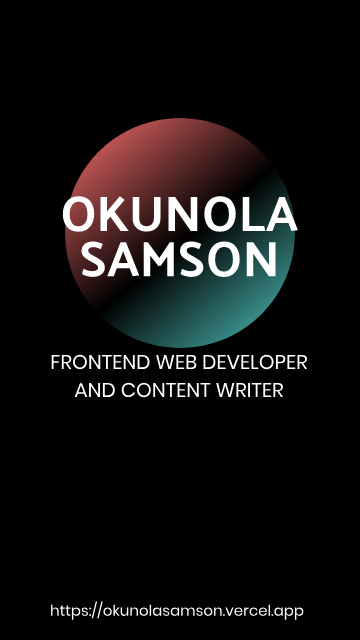 OKUNOLA
SAMSON
FRONTEND WEB DEVELOPER
AND CONTENT WRITER
https://okunolasamson.vercel.app